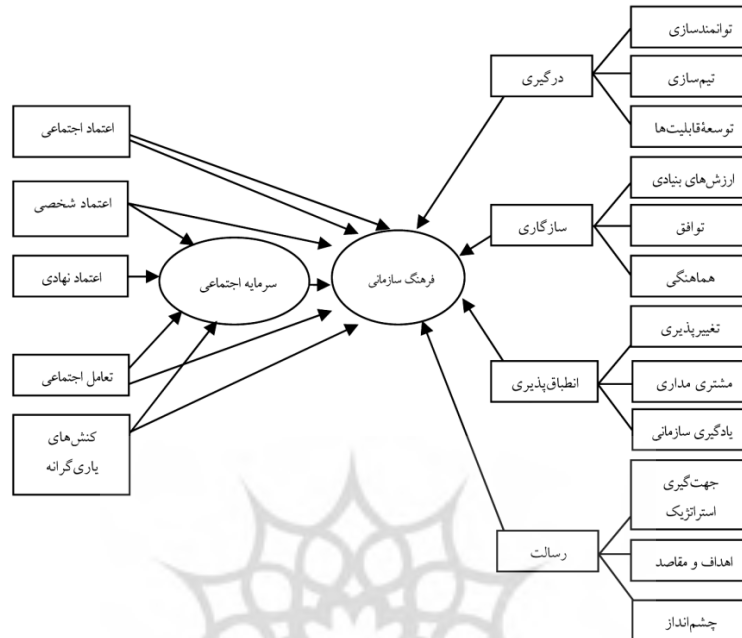 توانمندسازی
تیم‌سازی
توسعهٔ‌قابلیت‌ها
درگیری
ارزش‌های بنیادی
توافق
هماهنگی
سازگاری
تغییرپذیری
مشتری مداری
یادگیری سازمانی
انطباق‌پذیری
جهت‌گیری
استراتژیک
اهداف و مقاصد
چشم‌انداز
رسالت
فرهنگ سازمانی
سرمایه اجتماعی
اعتماد اجتماعی
اعتماد شخصی
اعتماد نهادی
تعامل اجتماعی
کنش‌های
یاری‌گرانه